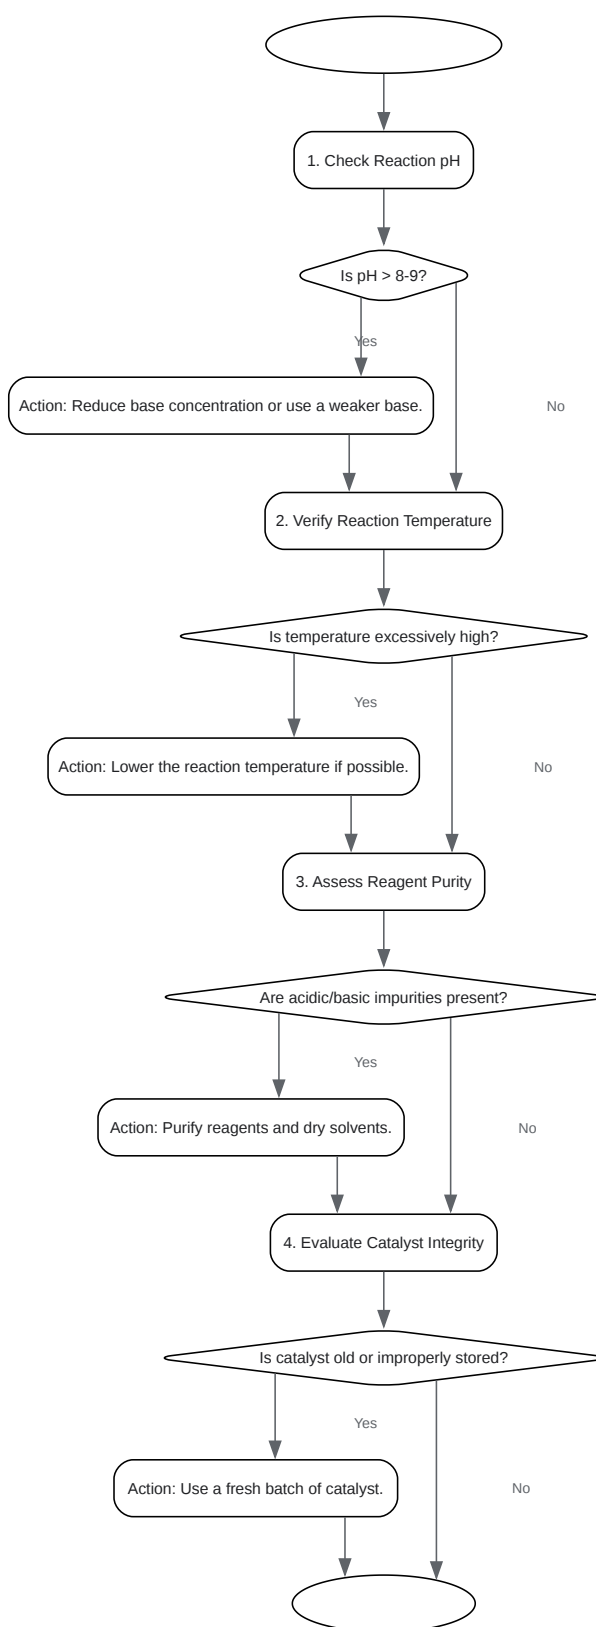 1. Check Reaction pH
Is pH > 8-9?
Yes
Action: Reduce base concentration or use a weaker base.
No
2. Verify Reaction Temperature
Is temperature excessively high?
Yes
Action: Lower the reaction temperature if possible.
No
3. Assess Reagent Purity
Are acidic/basic impurities present?
Yes
Action: Purify reagents and dry solvents.
No
4. Evaluate Catalyst Integrity
Is catalyst old or improperly stored?
Yes
Action: Use a fresh batch of catalyst.
No